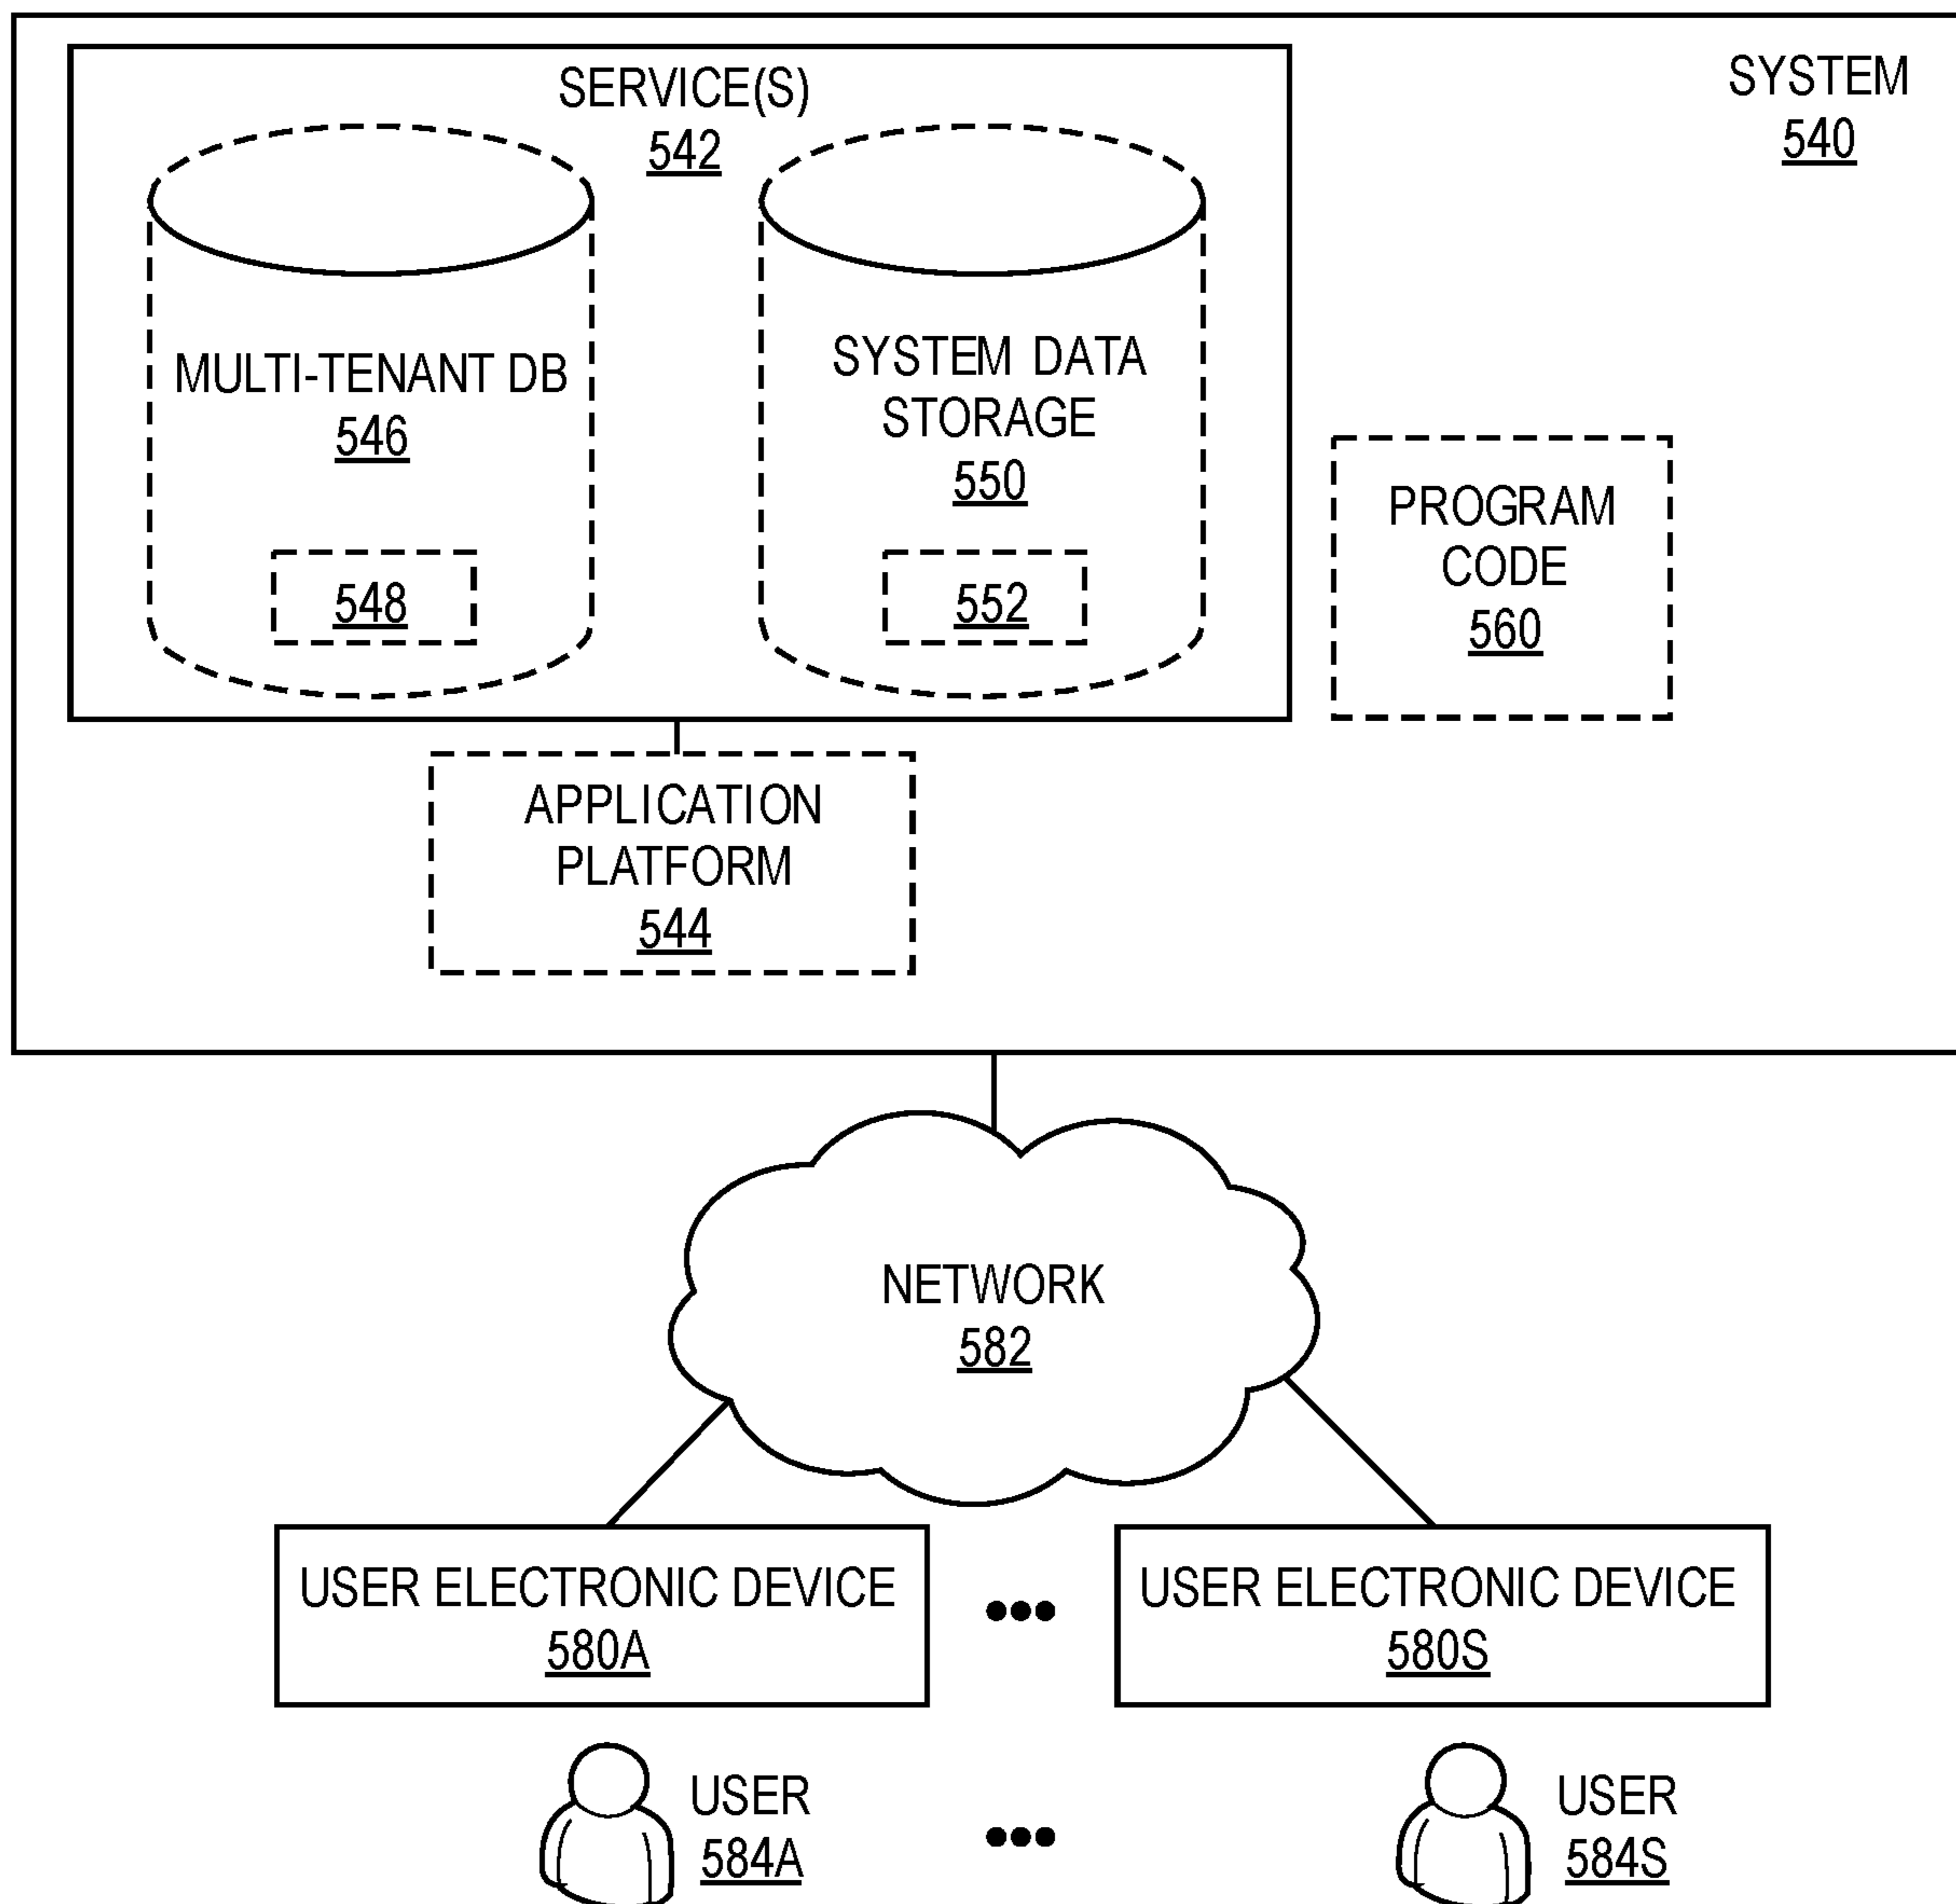 SERVICE(S)
542
SYSTEM
540
MULTI-TENANT DB
546
548
SYSTEM DATA
STORAGE
550
552
PROGRAM
CODE
560
APPLICATION
PLATFORM
544
NETWORK
582
USER ELECTRONIC DEVICE
580A
USER ELECTRONIC DEVICE
580S
USER
584A
USER
584S